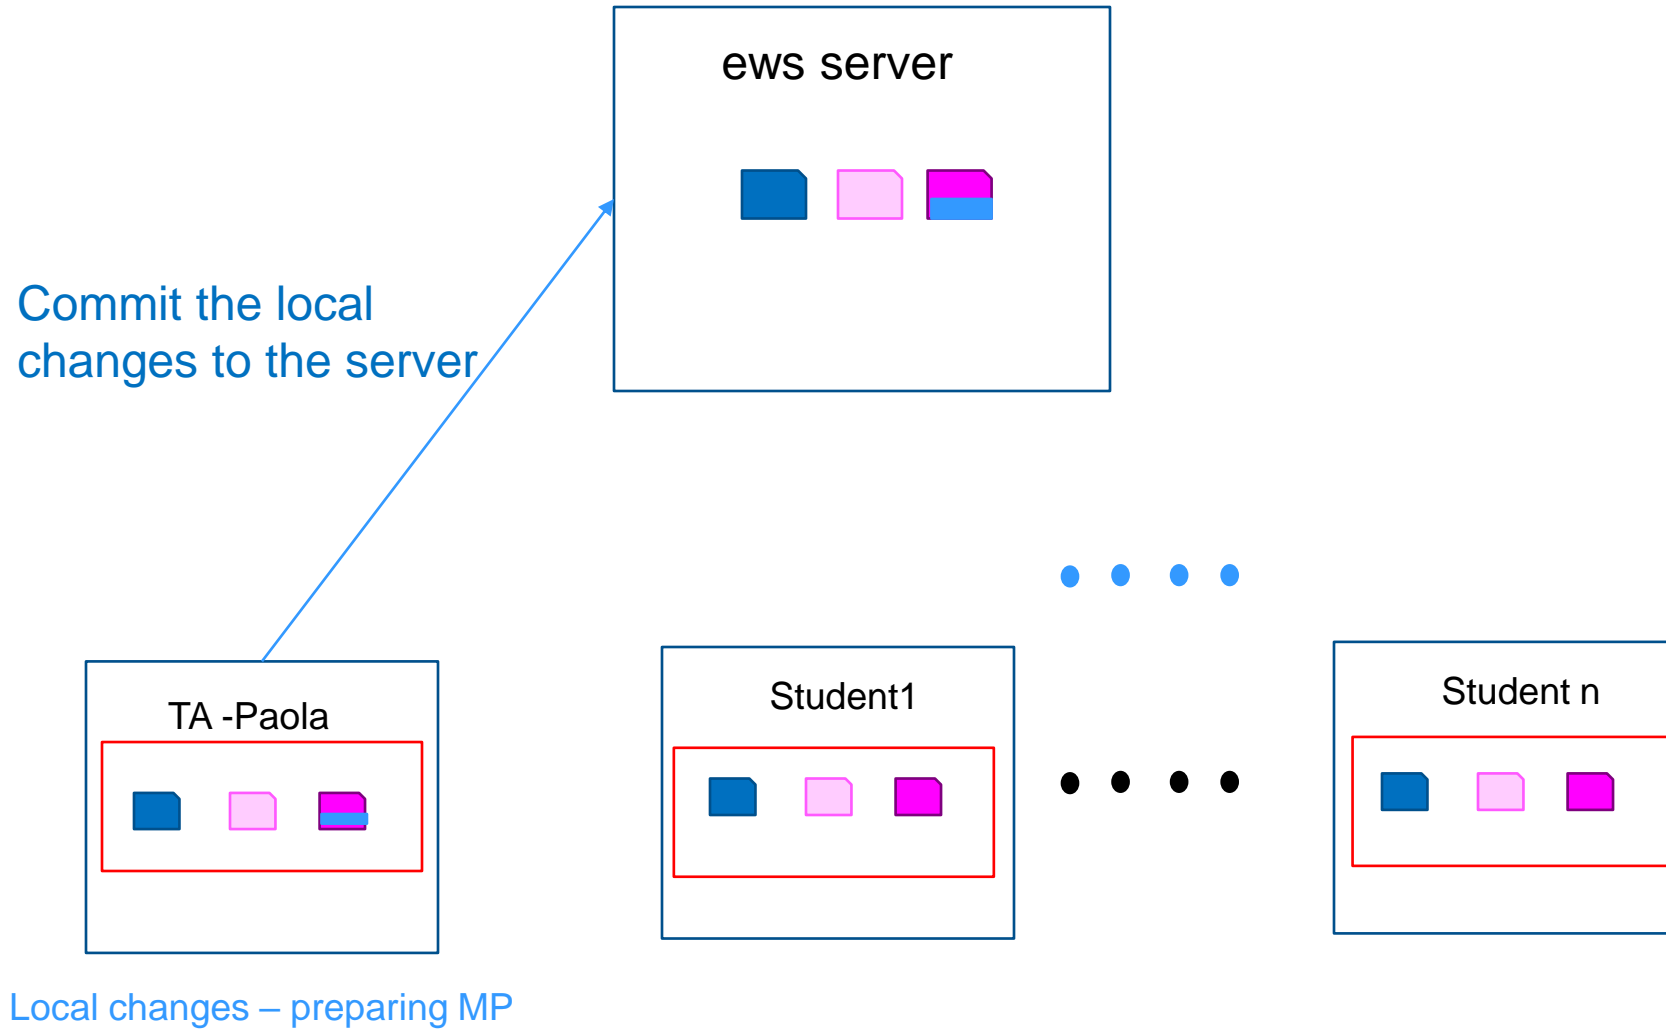 ews server
Commit the local
changes to the server
TA -Paola
Student1
Student n
Local changes – preparing MP